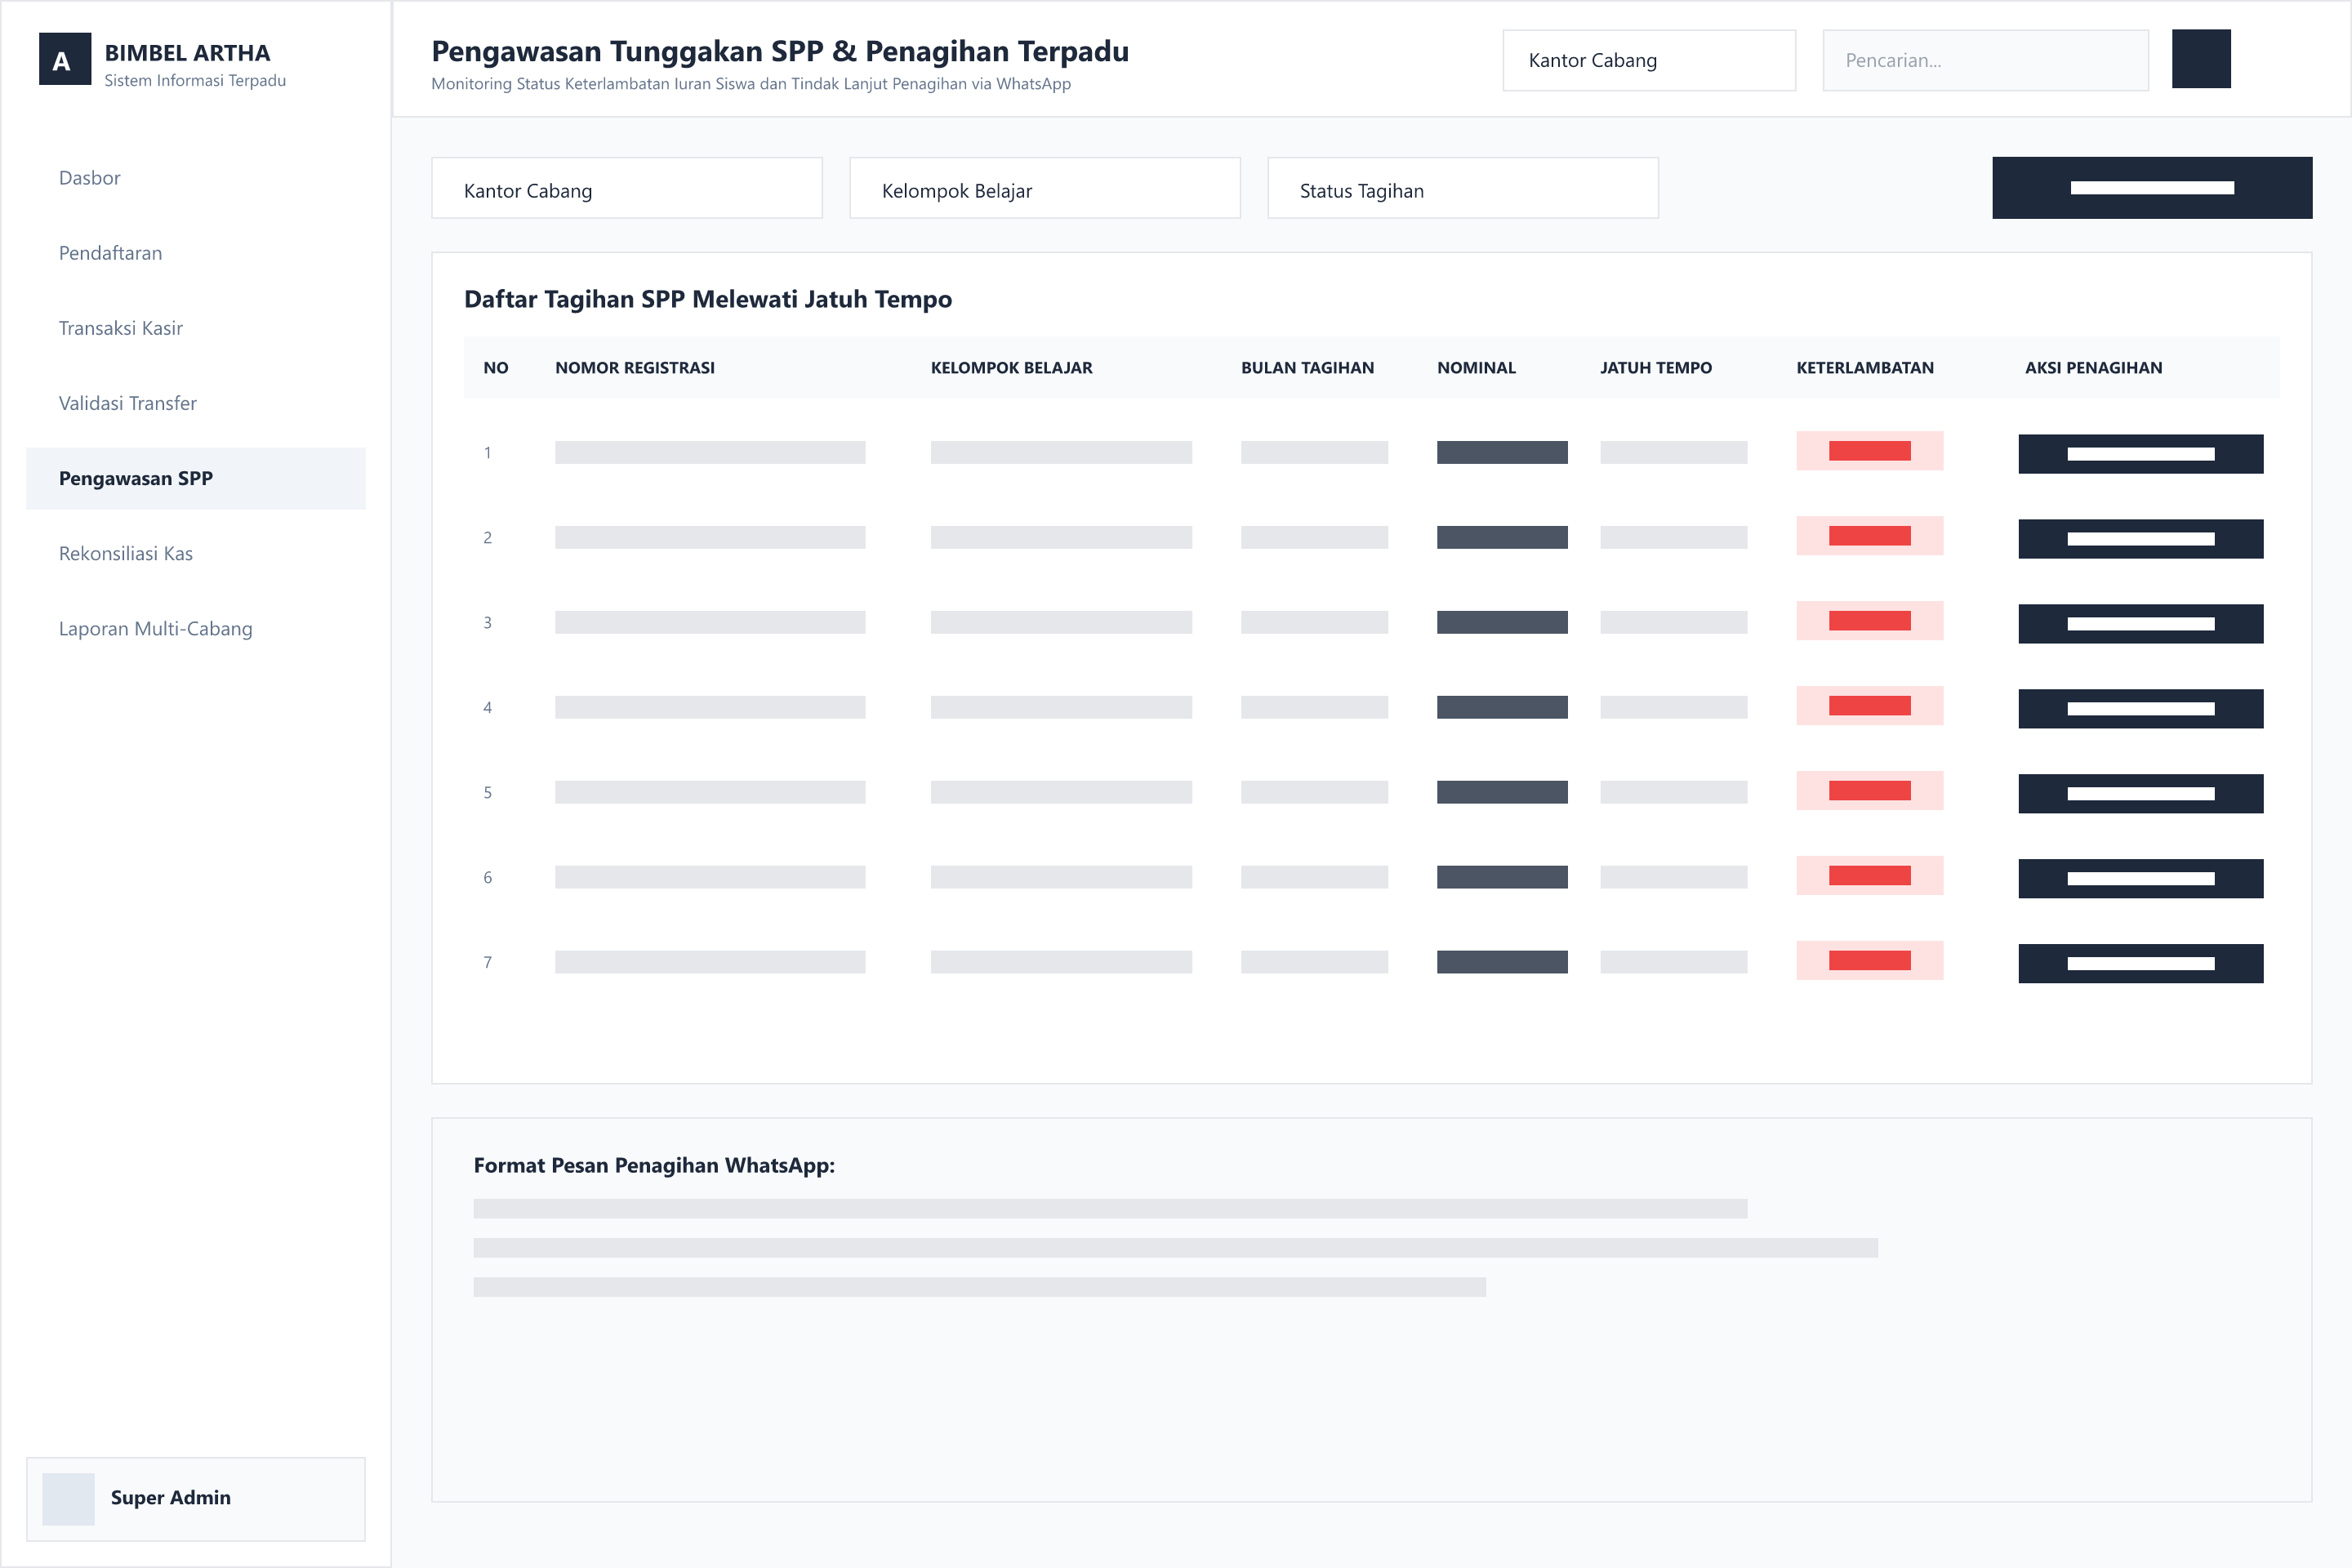 A
BIMBEL ARTHA
Sistem Informasi Terpadu
Dasbor
Pendaftaran
Transaksi Kasir
Validasi Transfer
Pengawasan SPP
Rekonsiliasi Kas
Laporan Multi-Cabang
Super Admin
Pengawasan Tunggakan SPP & Penagihan Terpadu
Monitoring Status Keterlambatan Iuran Siswa dan Tindak Lanjut Penagihan via WhatsApp
Kantor Cabang
Pencarian...
Kantor Cabang
Kelompok Belajar
Status Tagihan
Daftar Tagihan SPP Melewati Jatuh Tempo
NO NOMOR REGISTRASI KELOMPOK BELAJAR BULAN TAGIHAN NOMINAL JATUH TEMPO KETERLAMBATAN AKSI PENAGIHAN
1
2
3
4
5
6
7
Format Pesan Penagihan WhatsApp: